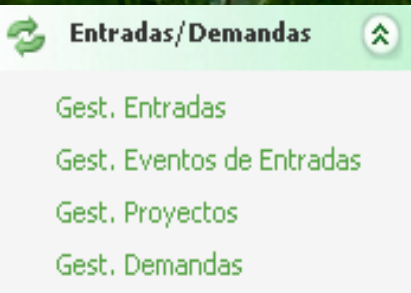 Entradas/Demandas
Gest. Entradas
Gest. Eventos de Entradas
Gest. Proyectos
Gest. Demandas